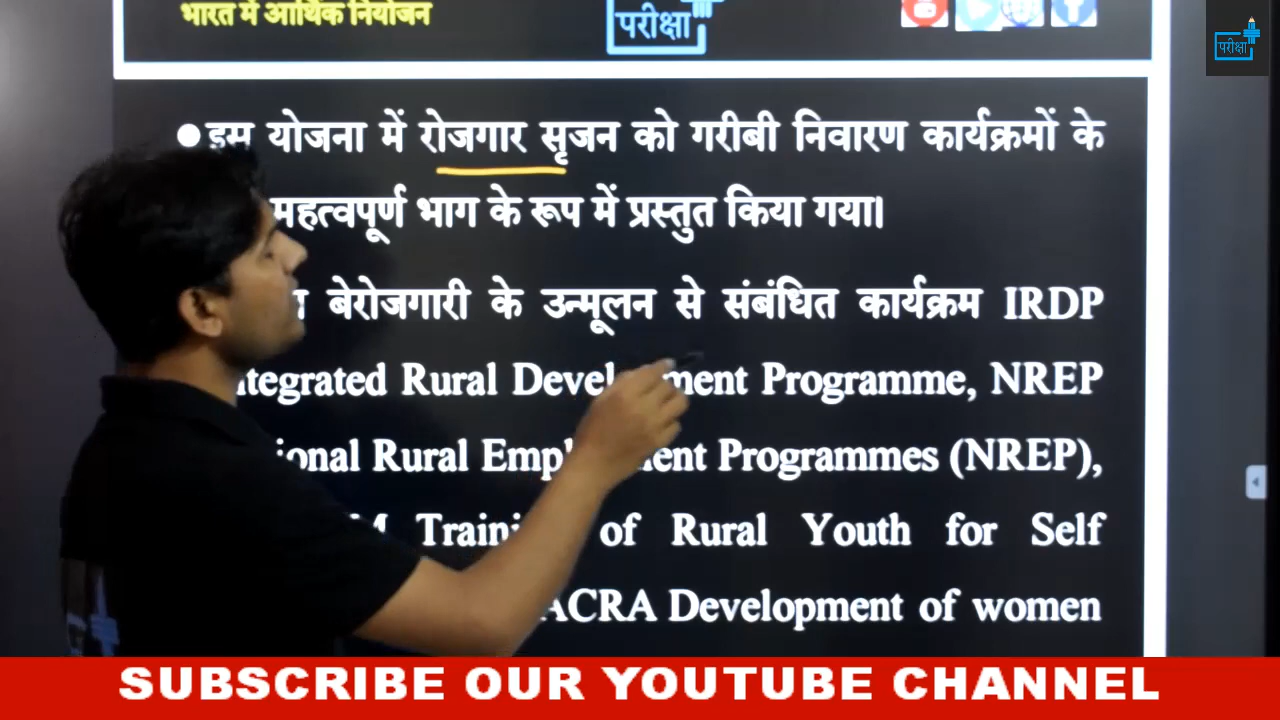 भारत में आर्थिक नियोजन
परीक्षा
परीक्षा
इस योजना में रोजगार सृजन को गरीबी निवारण कार्यक्रमों के
महत्वपूर्ण भाग के रूप में प्रस्तुत किया गया।
बेरोजगारी के उन्मूलन से संबंधित कार्यक्रम IRDP
ntegrated Rural Devel ment Programme, NREP
ional Rural Emp ent Programmes (NREP),
M Traini of Rural Youth for Self
ACRA Development of women
SUBSCRIBE OUR YOUTUBE CHANNEL